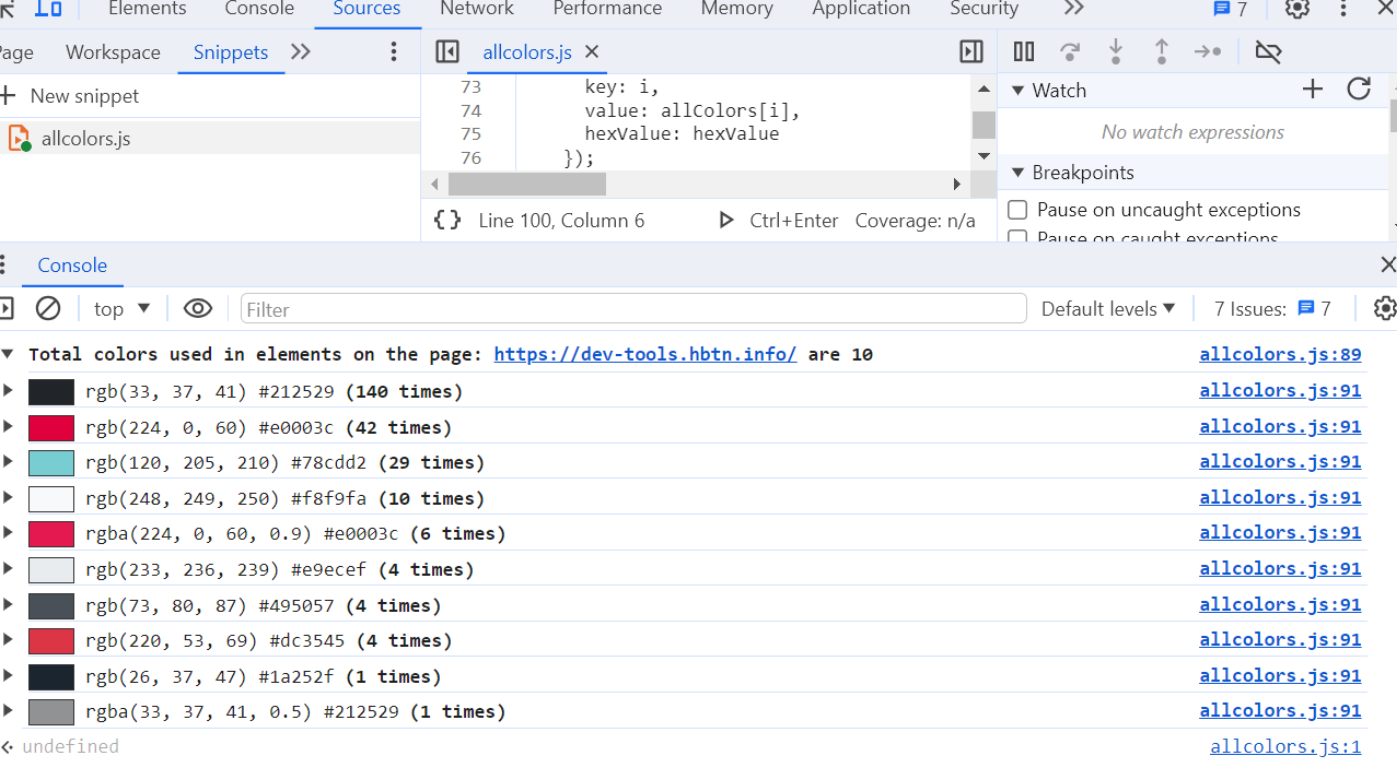 Elements Console Sources Network Performance Memory Application Security 7
Page Workspace Snippets allcolors.js
+ New snippet
allcolors.js
73 key: i,
74 value: allColors[i],
75 hexValue: hexValue
76 });
{} Line 100, Column 6 Ctrl+Enter Coverage: n/a
Watch
No watch expressions
Breakpoints
Pause on uncaught exceptions
Pause on caught exceptions
Console
top Filter Default levels 7 Issues: 7
Total colors used in elements on the page: https://dev-tools.hbtn.info/ are 10 allcolors.js:89
rgb(33, 37, 41) #212529 (140 times) allcolors.js:91
rgb(224, 0, 60) #e0003c (42 times) allcolors.js:91
rgb(120, 205, 210) #78cdd2 (29 times) allcolors.js:91
rgb(248, 249, 250) #f8f9fa (10 times) allcolors.js:91
rgba(224, 0, 60, 0.9) #e0003c (6 times) allcolors.js:91
rgb(233, 236, 239) #e9ecef (4 times) allcolors.js:91
rgb(73, 80, 87) #495057 (4 times) allcolors.js:91
rgb(220, 53, 69) #dc3545 (4 times) allcolors.js:91
rgb(26, 37, 47) #1a252f (1 times) allcolors.js:91
rgba(33, 37, 41, 0.5) #212529 (1 times) allcolors.js:91
undefined allcolors.js:1